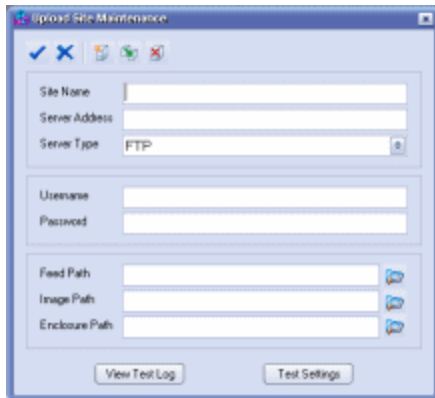 Upload Site Maintenance
Site Name
Server Address
Server Type FTP
Username
Password
Feed Path
Image Path
Enclosure Path
View Test Log Test Settings